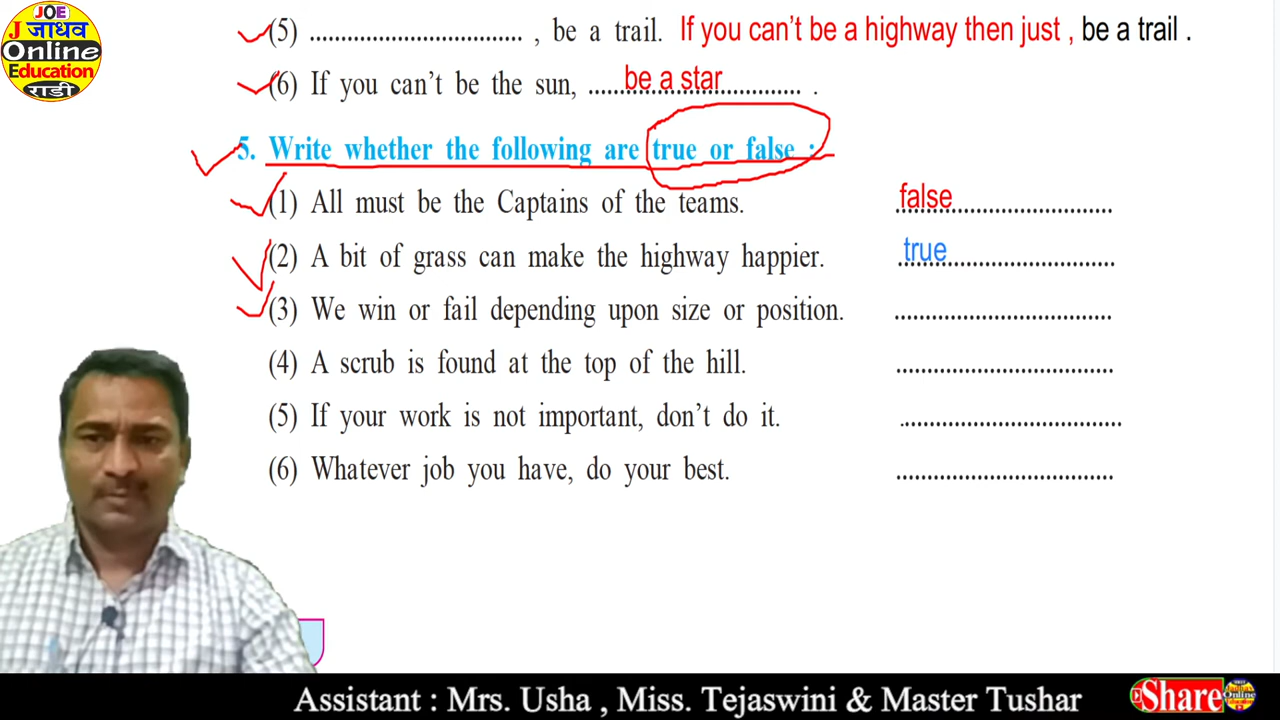 JOE
J जाधव
Online
Education
राडी
(5) .................................. , be a trail. If you can't be a highway then just , be a trail .
(6) If you can't be the sun, be a star .
5. Write whether the following are true or false :
(1) All must be the Captains of the teams. false
(2) A bit of grass can make the highway happier. true
(3) We win or fail depending upon size or position. ..................................
(4) A scrub is found at the top of the hill. ..................................
(5) If your work is not important, don't do it. ..................................
(6) Whatever job you have, do your best. ..................................
Assistant : Mrs. Usha , Miss. Tejaswini & Master Tushar
Share